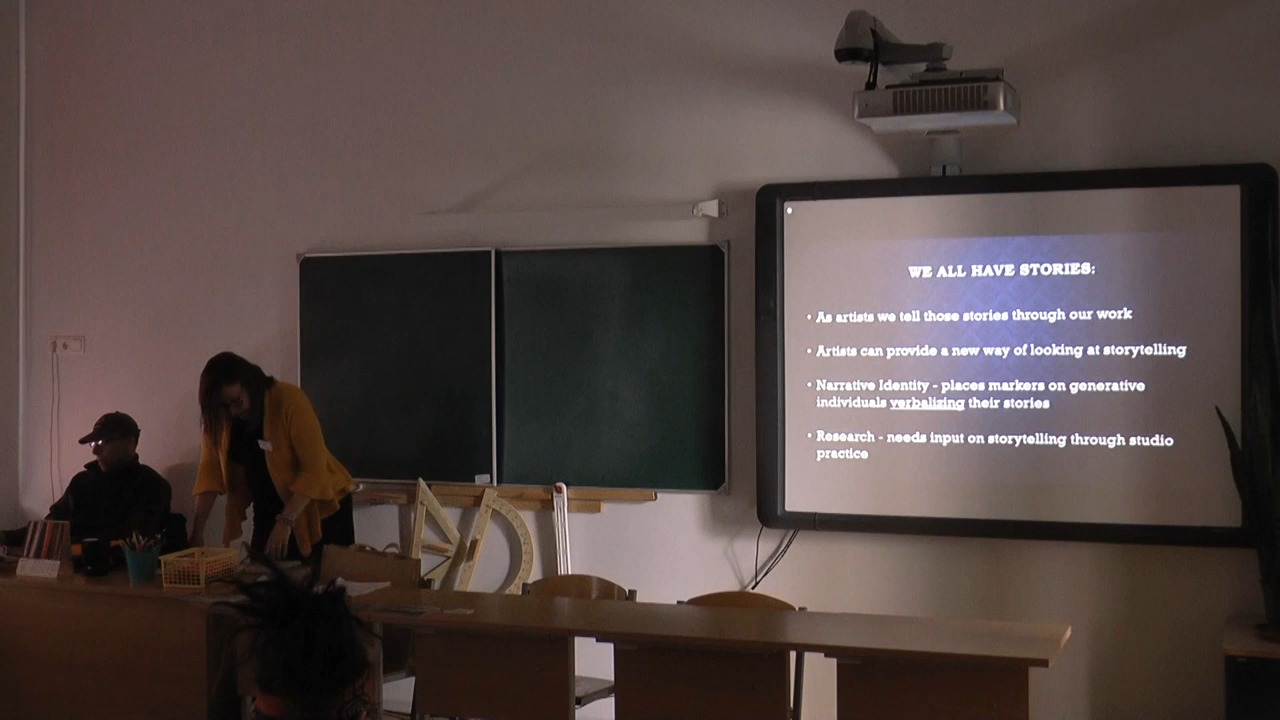 WE ALL HAVE STORIES:
• As artists we tell those stories through our work
• Artists can provide a new way of looking at storytelling
• Narrative Identity - places markers on generative
individuals verbalizing their stories
• Research - needs input on storytelling through studio
practice